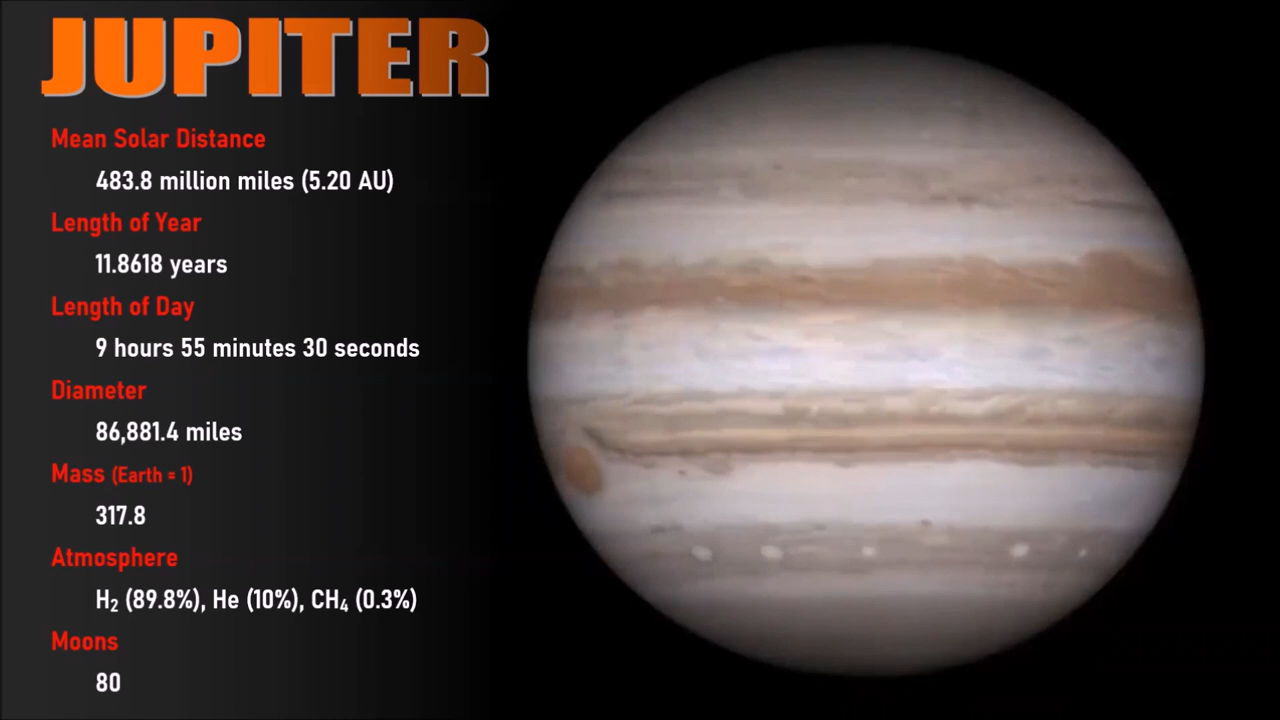 JUPITER
Mean Solar Distance
483.8 million miles (5.20 AU)
Length of Year
11.8618 years
Length of Day
9 hours 55 minutes 30 seconds
Diameter
86,881.4 miles
Mass (Earth = 1)
317.8
Atmosphere
H₂ (89.8%), He (10%), CH₄ (0.3%)
Moons
80